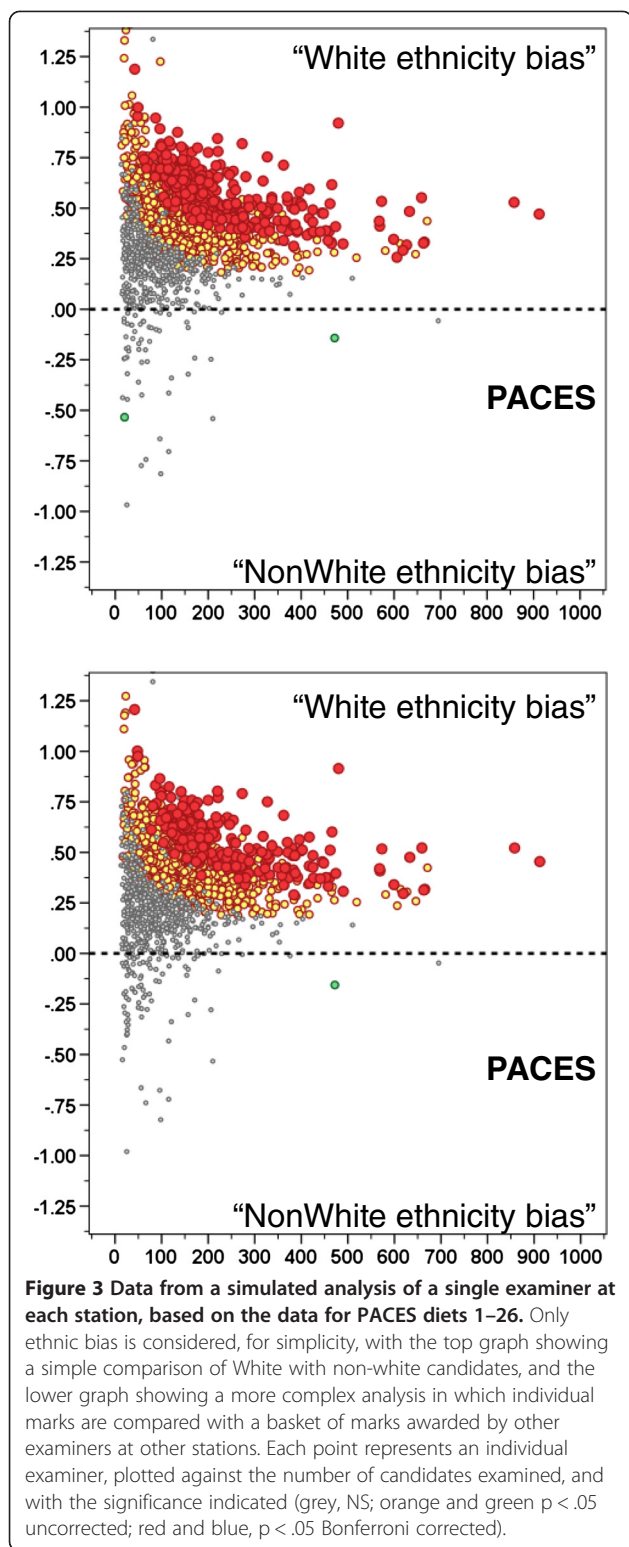 1.25
1.00
.75
.50
.25
.00
-.25
-.50
-.75
-1.00
-1.25
“White ethnicity bias”
PACES
“NonWhite ethnicity bias”
0 100 200 300 400 500 600 700 800 900 1000
1.25
1.00
.75
.50
.25
.00
-.25
-.50
-.75
-1.00
-1.25
“White ethnicity bias”
PACES
“NonWhite ethnicity bias”
0 100 200 300 400 500 600 700 800 900 1000
Figure 3 Data from a simulated analysis of a single examiner at
each station, based on the data for PACES diets 1–26. Only
ethnic bias is considered, for simplicity, with the top graph showing
a simple comparison of White with non-white candidates, and the
lower graph showing a more complex analysis in which individual
marks are compared with a basket of marks awarded by other
examiners at other stations. Each point represents an individual
examiner, plotted against the number of candidates examined, and
with the significance indicated (grey, NS; orange and green p < .05
uncorrected; red and blue, p < .05 Bonferroni corrected).